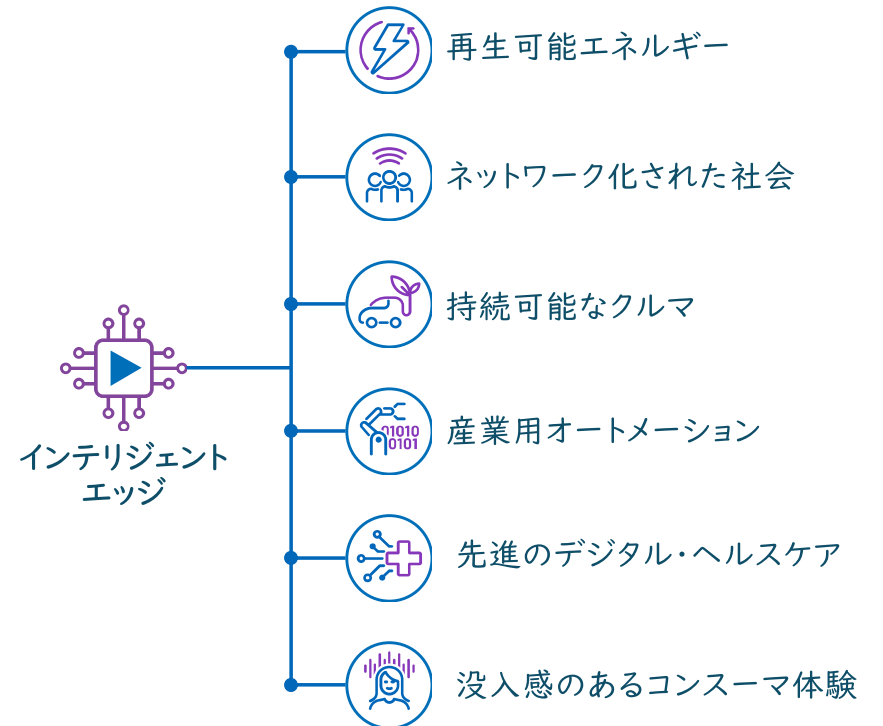 再生可能エネルギー
ネットワーク化された社会
持続可能なクルマ
インテリジェント
エッジ
産業用オートメーション
01010
0101
先進のデジタル・ヘルスケア
没入感のあるコンスーマ体験